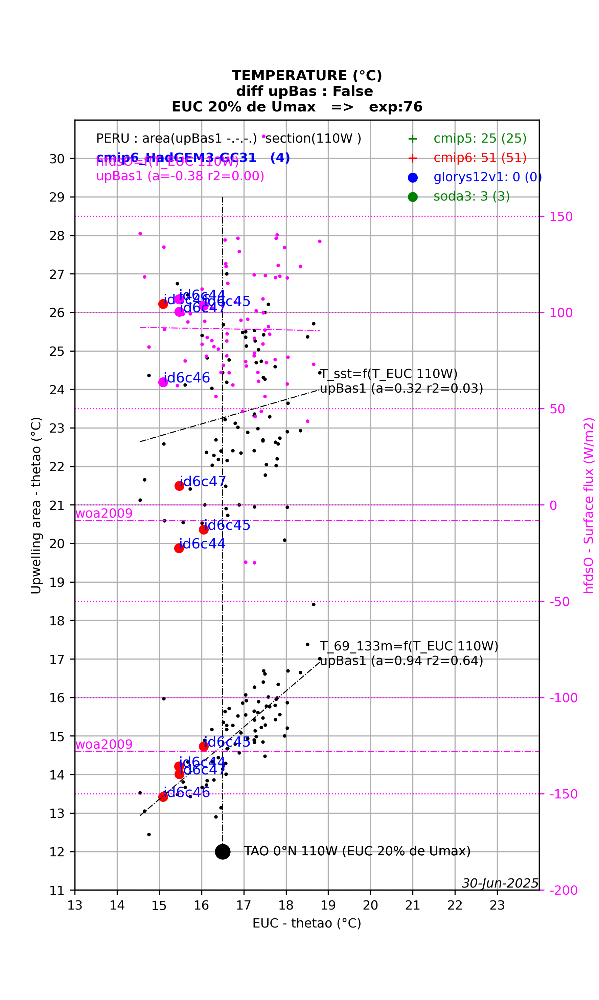 TEMPERATURE (°C)
diff upBas : False
EUC 20% de Umax => exp:76
PERU : area(upBas1 -.-.-.) section(110W )
cmip6_HadGEM3-GC31 (4)
hfdsO=f(T_EUC 110W)
upBas1 (a=-0.38 r2=0.00)
cmip5: 25 (25)
cmip6: 51 (51)
glorys12v1: 0 (0)
soda3: 3 (3)
30
29
28
27
26
25
24
23
22
21
20
19
18
17
16
15
14
13
12
11
Upwelling area - thetao (°C)
150
100
50
0
-50
-100
-150
-200
hfdsO - Surface flux (W/m2)
id6c44
id6c46
id6c45
id6c47
id6c46
T_sst=f(T_EUC 110W)
upBas1 (a=0.32 r2=0.03)
id6c47
woa2009
id6c45
id6c44
T_69_133m=f(T_EUC 110W)
upBas1 (a=0.94 r2=0.64)
id6c45
woa2009
id6c44
id6c47
id6c46
TAO 0°N 110W (EUC 20% de Umax)
30-Jun-2025
13 14 15 16 17 18 19 20 21 22 23
EUC - thetao (°C)